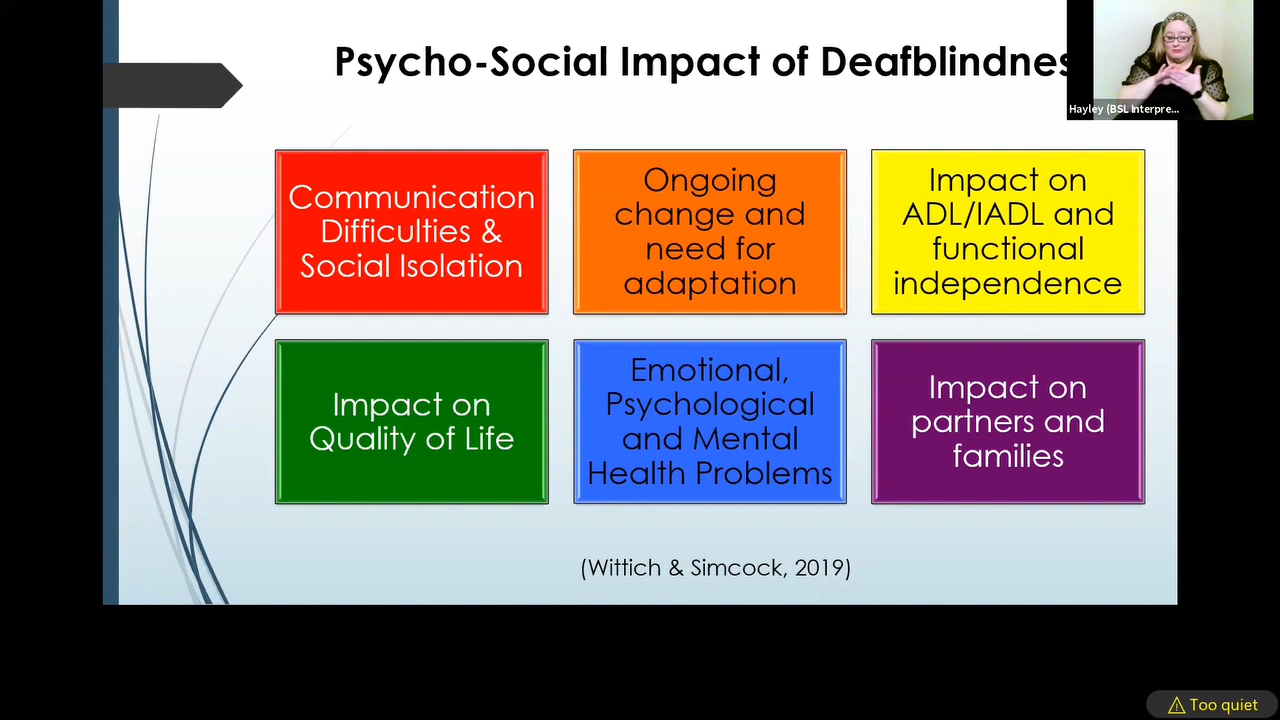 Psycho-Social Impact of Deafblindnes
Hayley (BSL Interpre...
Communication
Difficulties &
Social Isolation
Ongoing
change and
need for
adaptation
Impact on
ADL/IADL and
functional
independence
Impact on
Quality of Life
Emotional,
Psychological
and Mental
Health Problems
Impact on
partners and
families
(Wittich & Simcock, 2019)
Too quiet